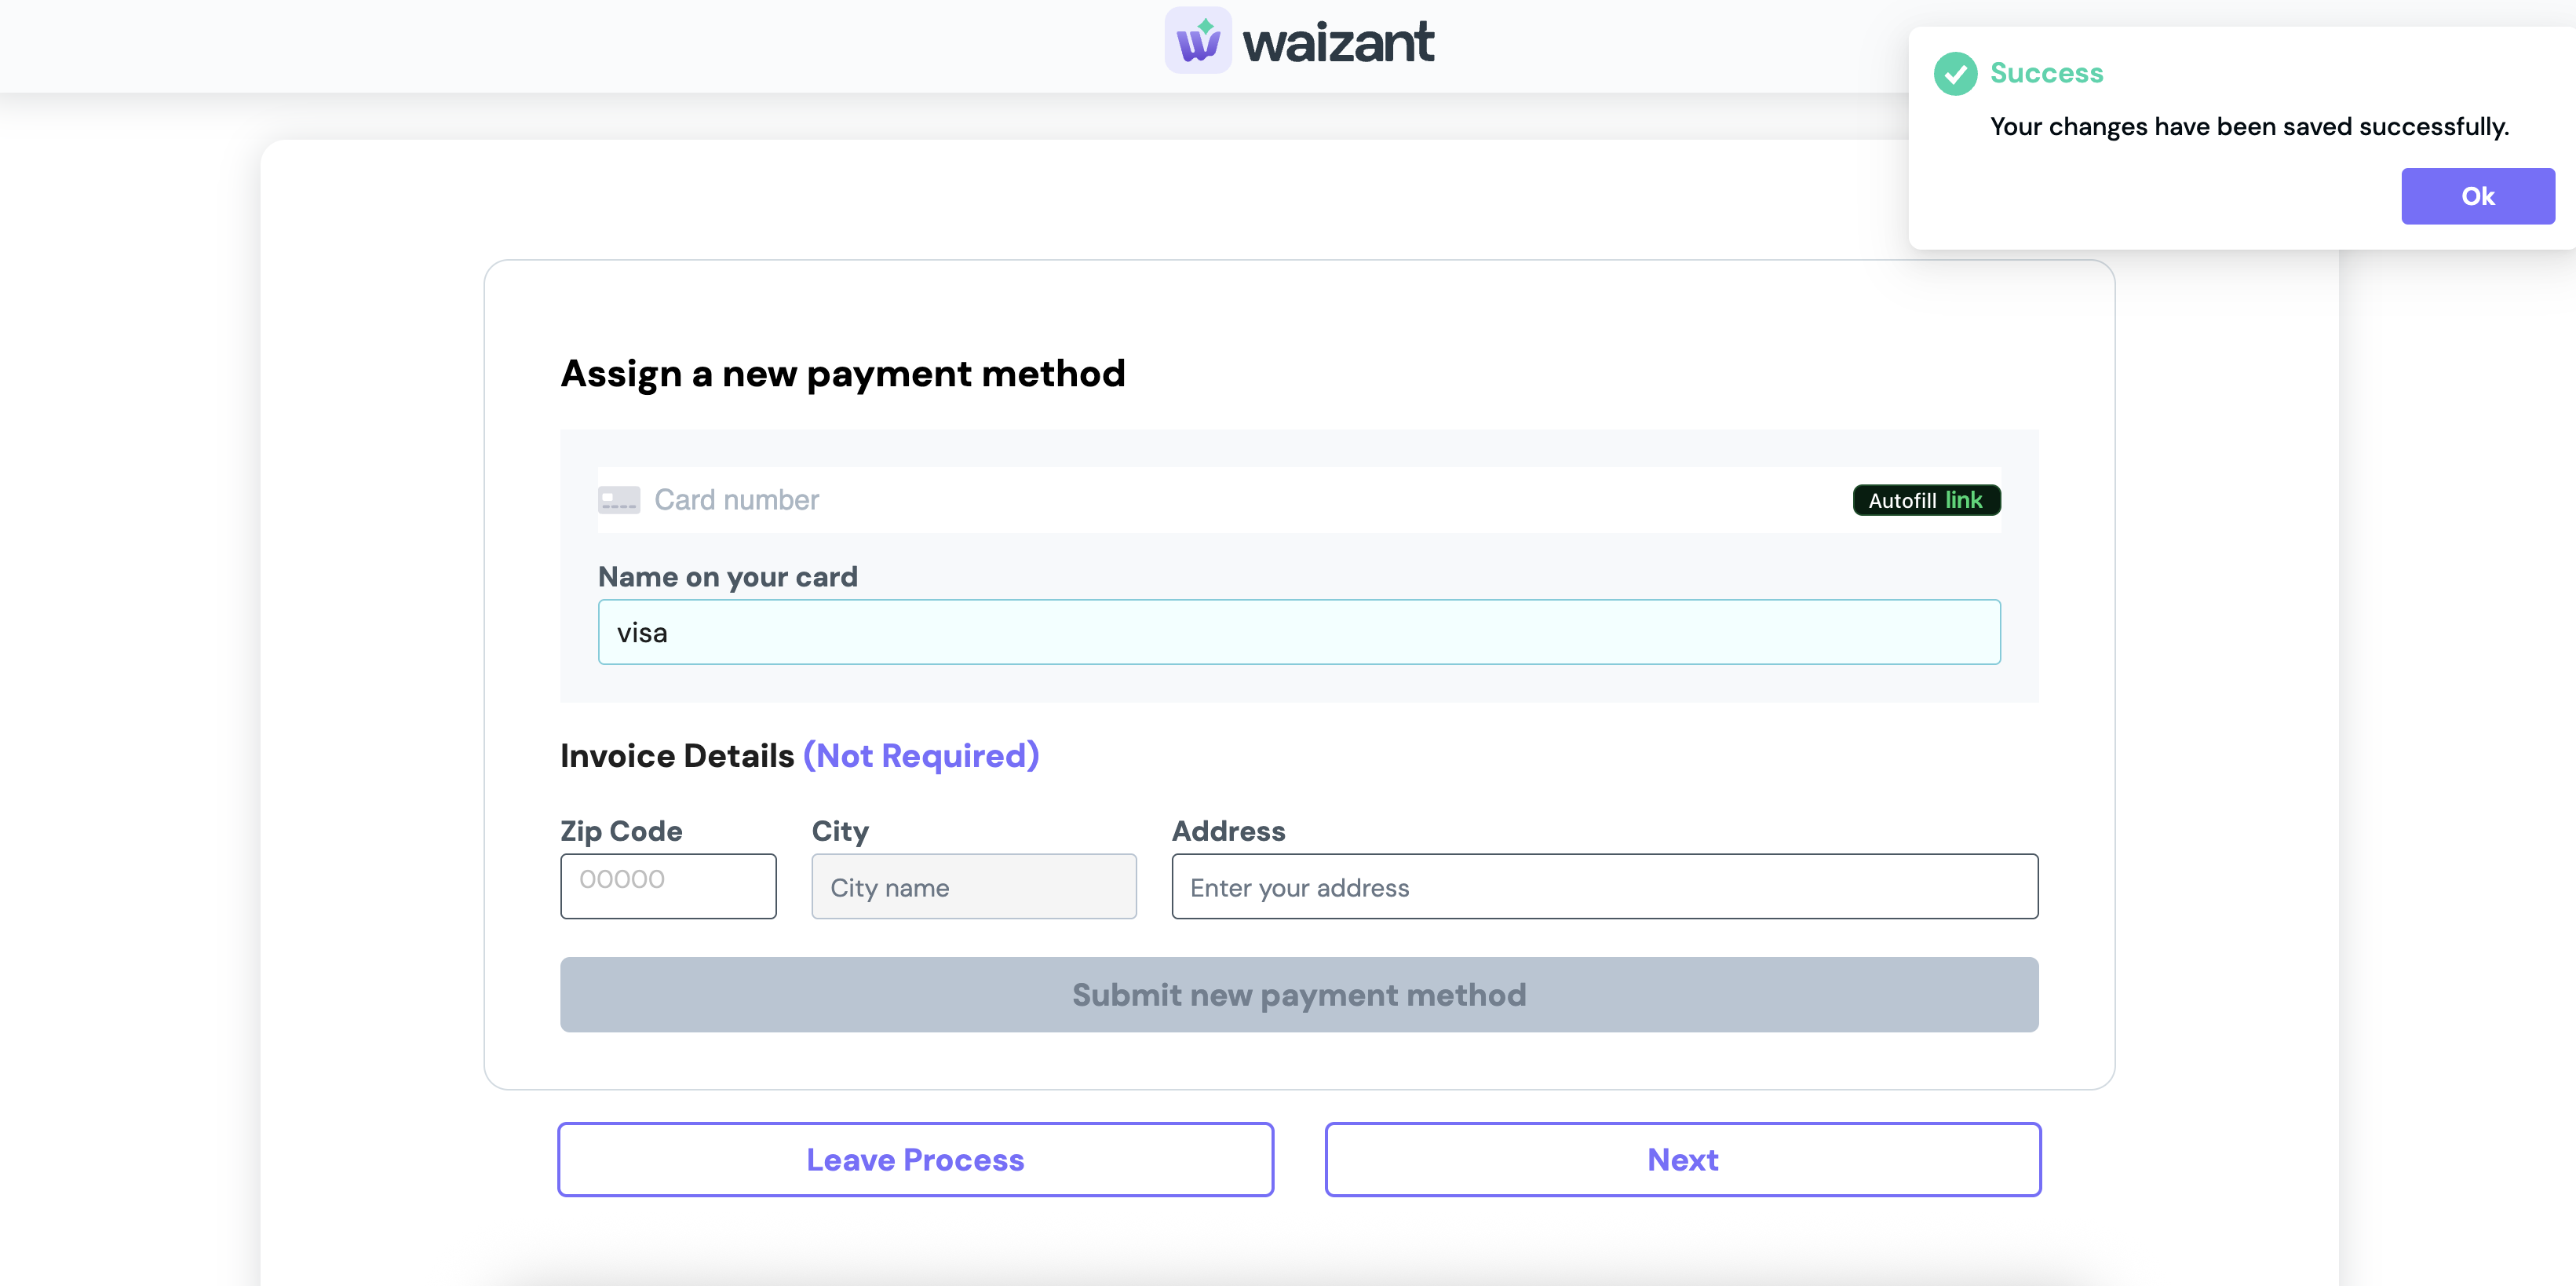 waizant
Success
Your changes have been saved successfully.
Ok
Assign a new payment method
Card number
Autofill link
Name on your card
visa
Invoice Details (Not Required)
Zip Code City Address
00000 City name Enter your address
Submit new payment method
Leave Process Next